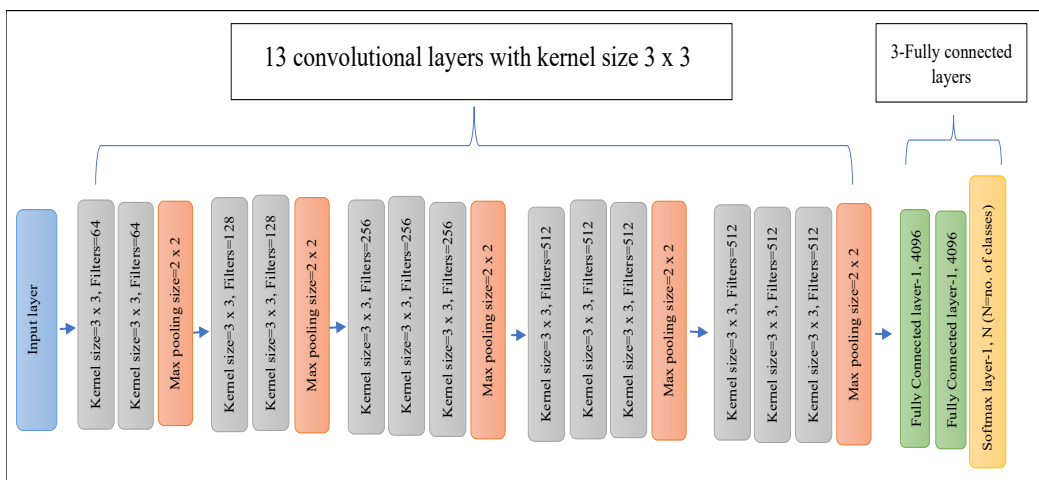 13 convolutional layers with kernel size 3 x 3
3-Fully connected
layers
Input layer
Kernel size=3 x 3, Filters=64
Kernel size=3 x 3, Filters=64
Max pooling size=2 x 2
Kernel size=3 x 3, Filters=128
Kernel size=3 x 3, Filters=128
Max pooling size=2 x 2
Kernel size=3 x 3, Filters=256
Kernel size=3 x 3, Filters=256
Kernel size=3 x 3, Filters=256
Max pooling size=2 x 2
Kernel size=3 x 3, Filters=512
Kernel size=3 x 3, Filters=512
Kernel size=3 x 3, Filters=512
Max pooling size=2 x 2
Kernel size=3 x 3, Filters=512
Kernel size=3 x 3, Filters=512
Kernel size=3 x 3, Filters=512
Max pooling size=2 x 2
Fully Connected layer-1, 4096
Fully Connected layer-1, 4096
Softmax layer-1, N (N=no. of classes)